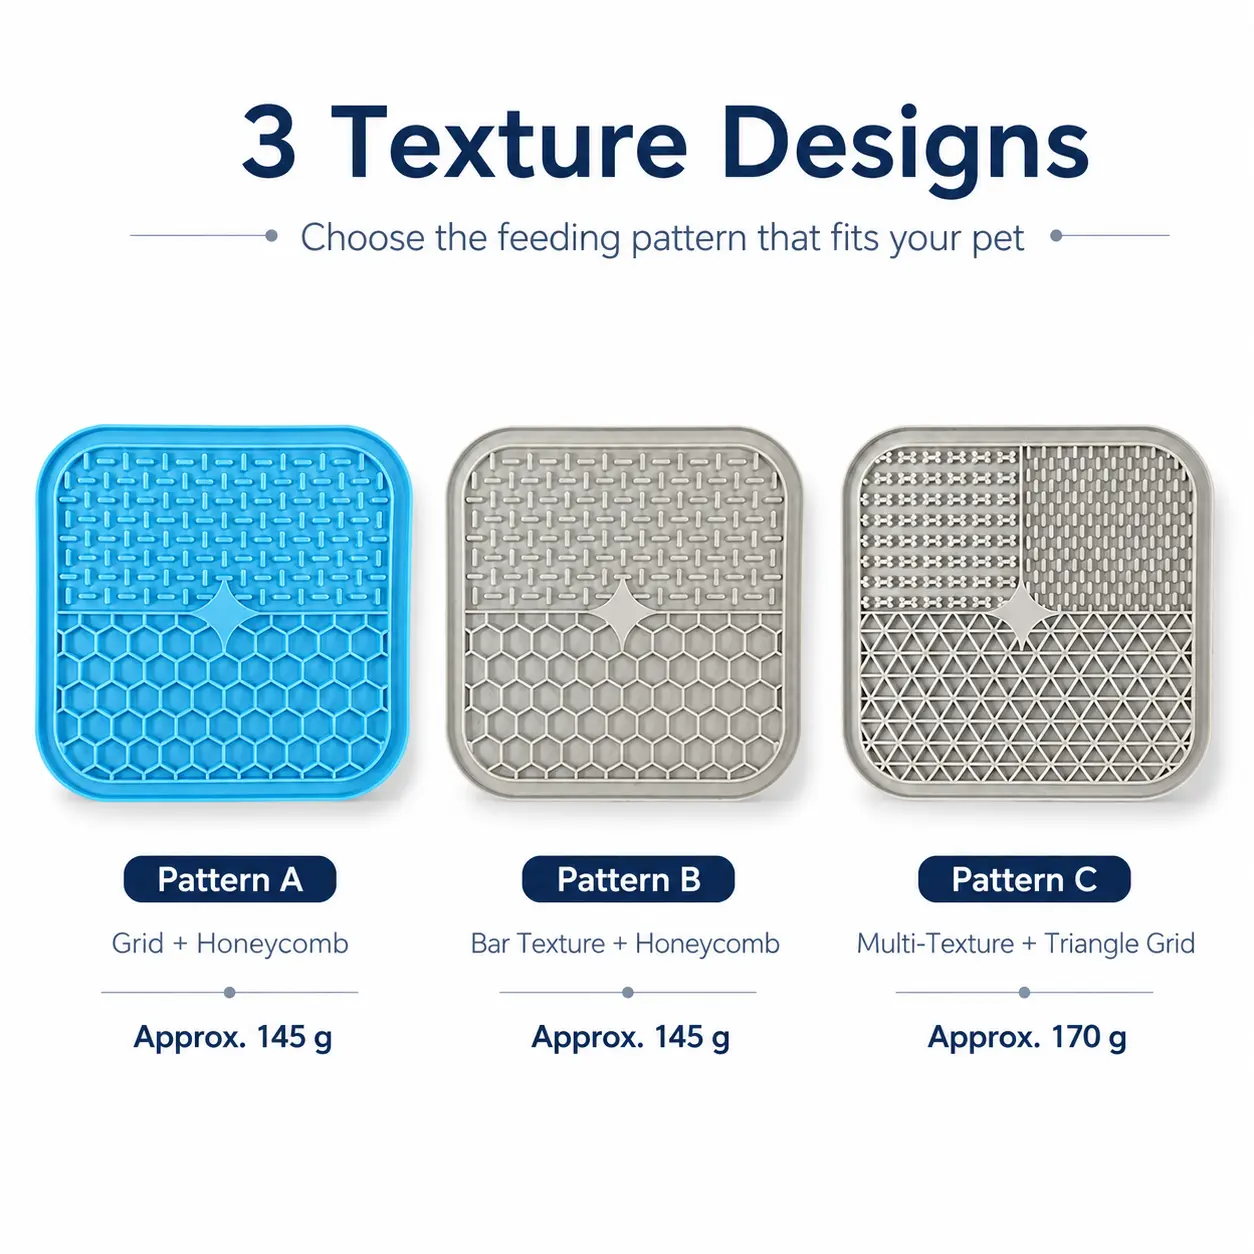 3 Texture Designs
Choose the feeding pattern that fits your pet
Pattern A
Pattern B
Pattern C
Grid + Honeycomb
Bar Texture + Honeycomb
Multi-Texture + Triangle Grid
Approx. 145 g
Approx. 145 g
Approx. 170 g